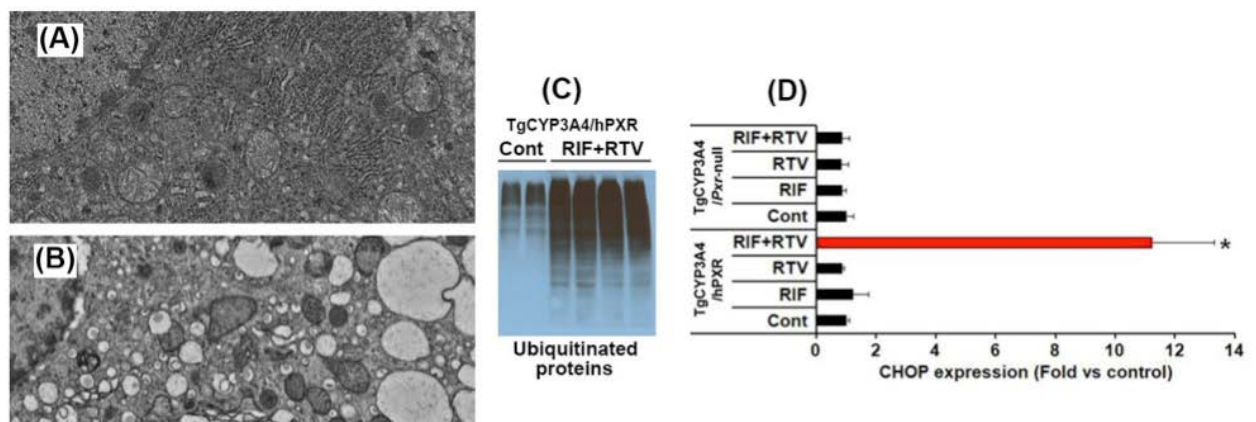 (A)
(B)
(C)
TgCYP3A4/hPXR
Cont RIF+RTV
Ubiquitinated
proteins
(D)
TgCYP3A4
/Pxr-null
RIF+RTV
RTV
RIF
Cont
TgCYP3A4
/hPXR
RIF+RTV
*
RTV
RIF
Cont
0 2 4 6 8 10 12 14
CHOP expression (Fold vs control)